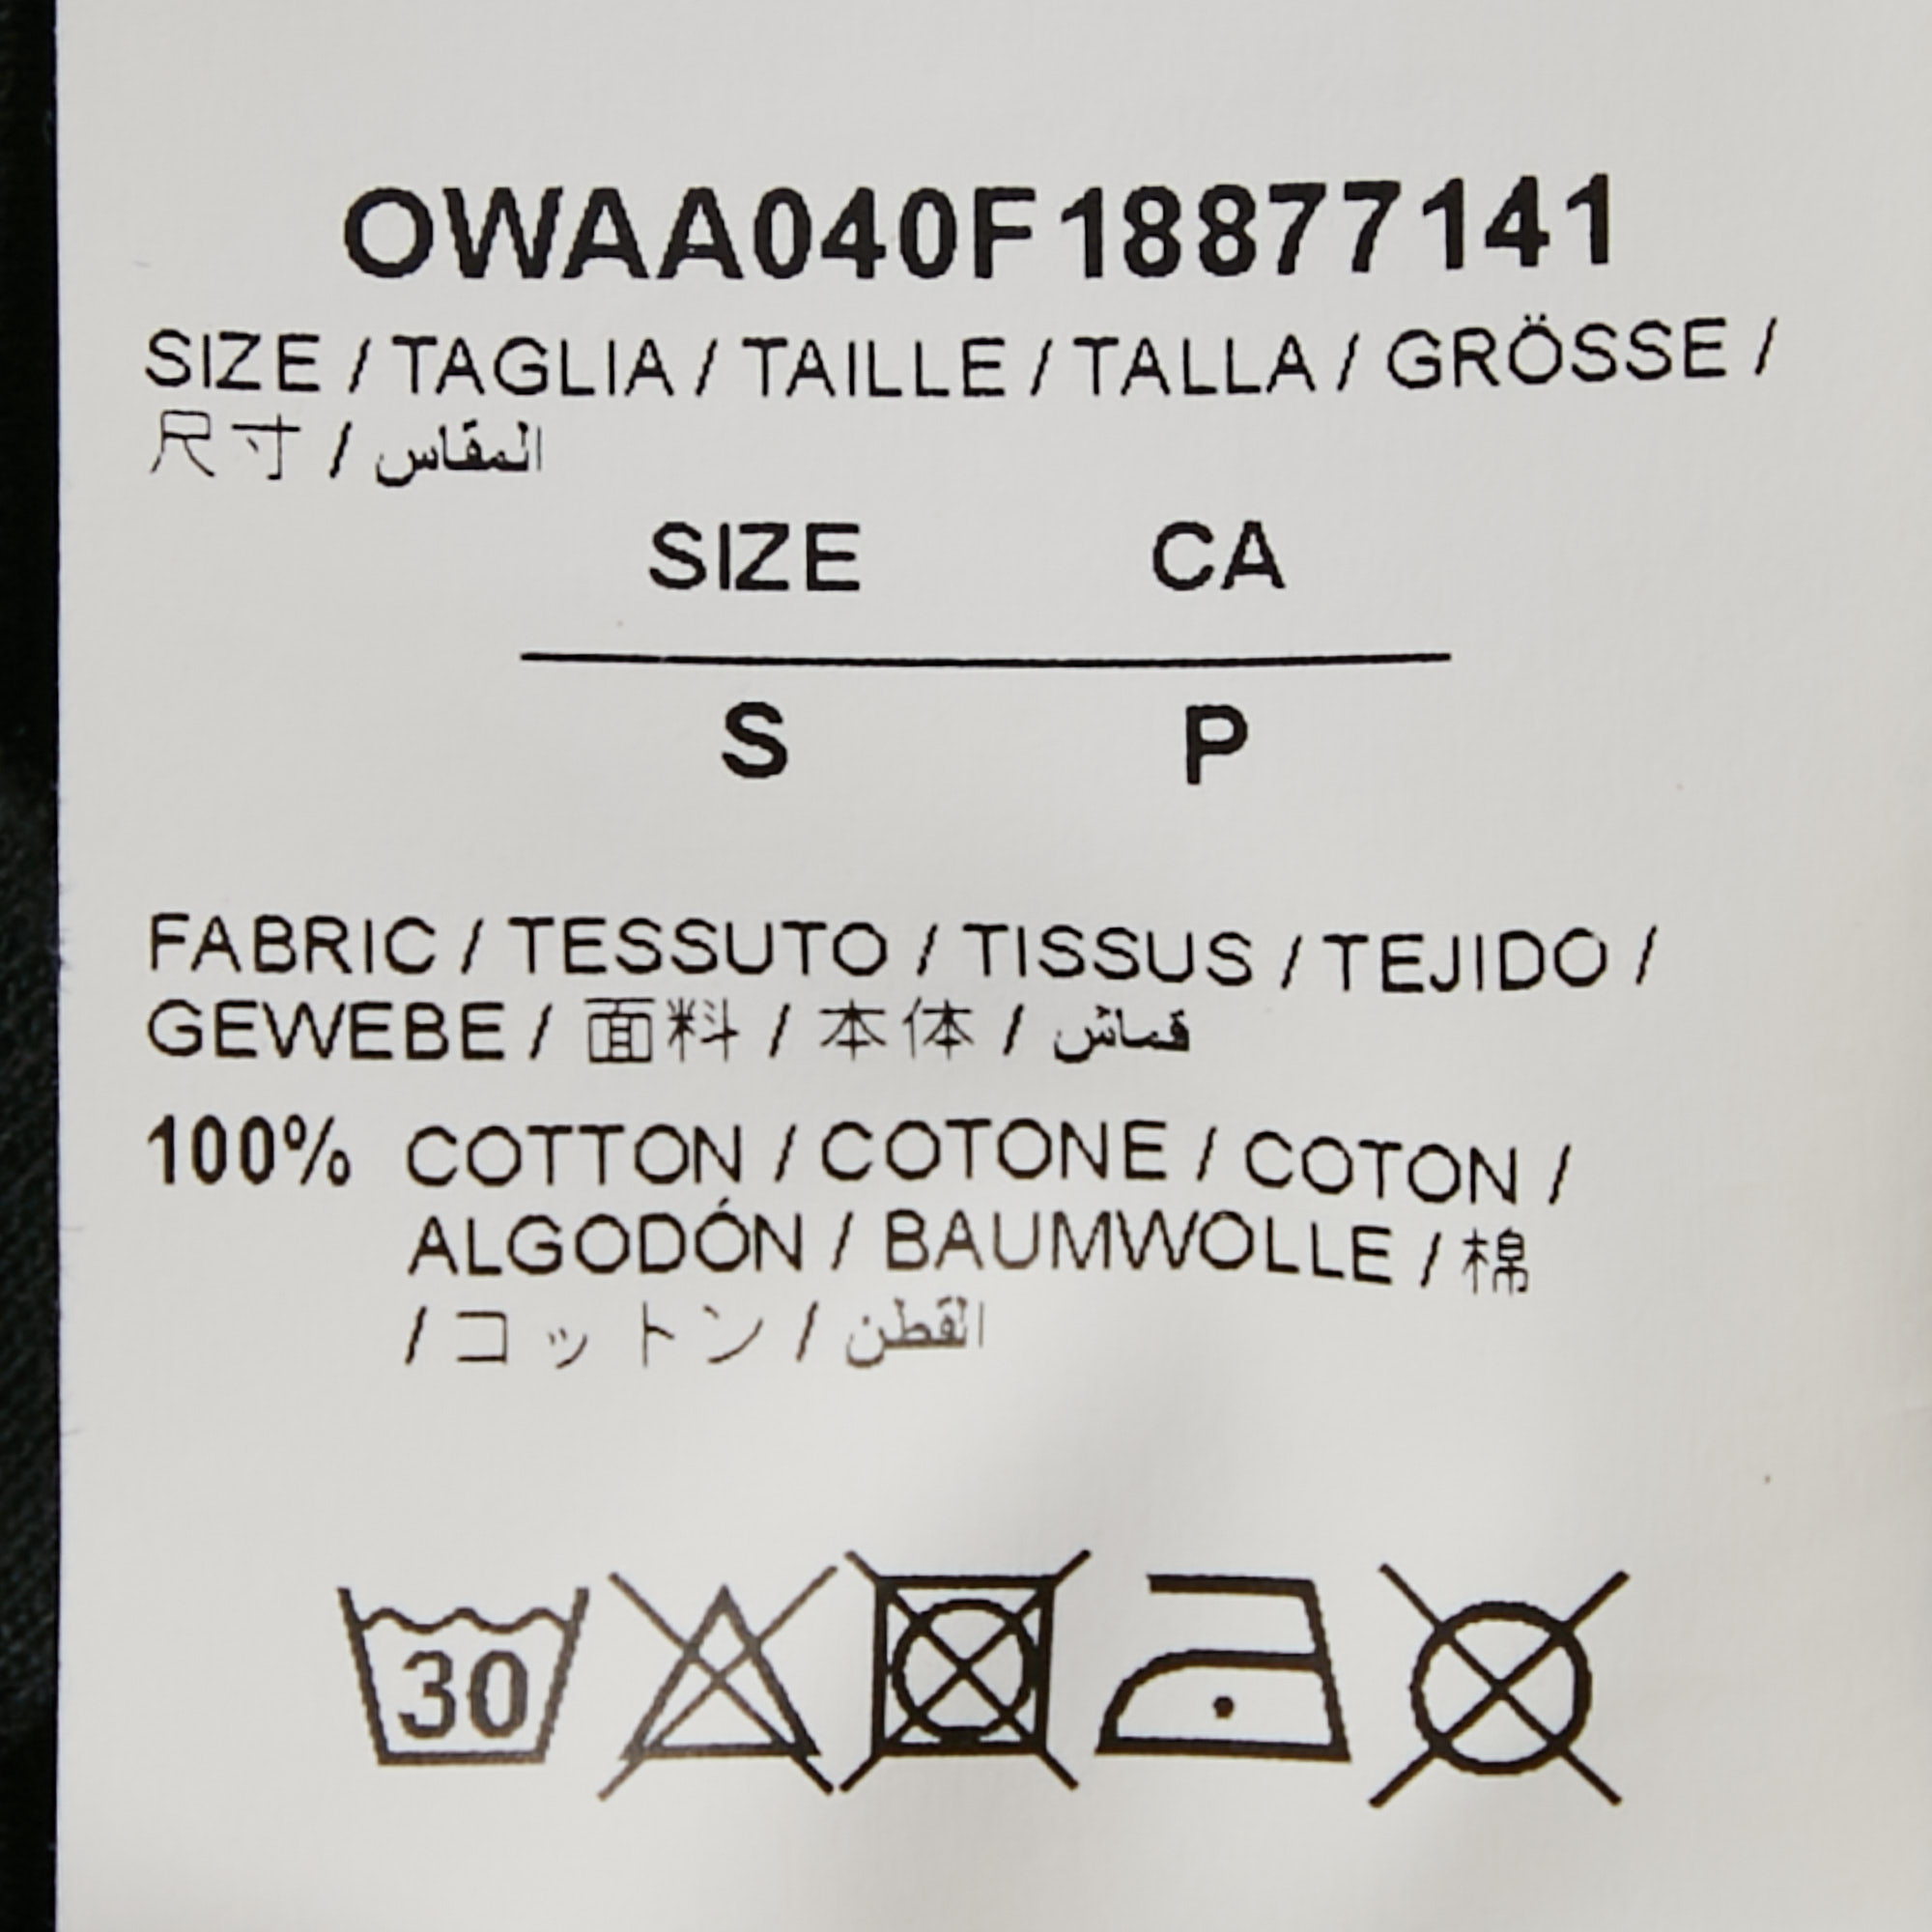 OWAA040F18877141
SIZE / TAGLIA / TAILLE / TALLA / GRÖSSE /
尺寸 / المقاس
SIZE CA
S P
FABRIC / TESSUTO / TISSUS / TEJIDO /
GEWEBE / 面料 / 本体 / قماش
100% COTTON / COTONE / COTON /
ALGODÓN / BAUMWOLLE / 棉
/ コットン / القطن
30